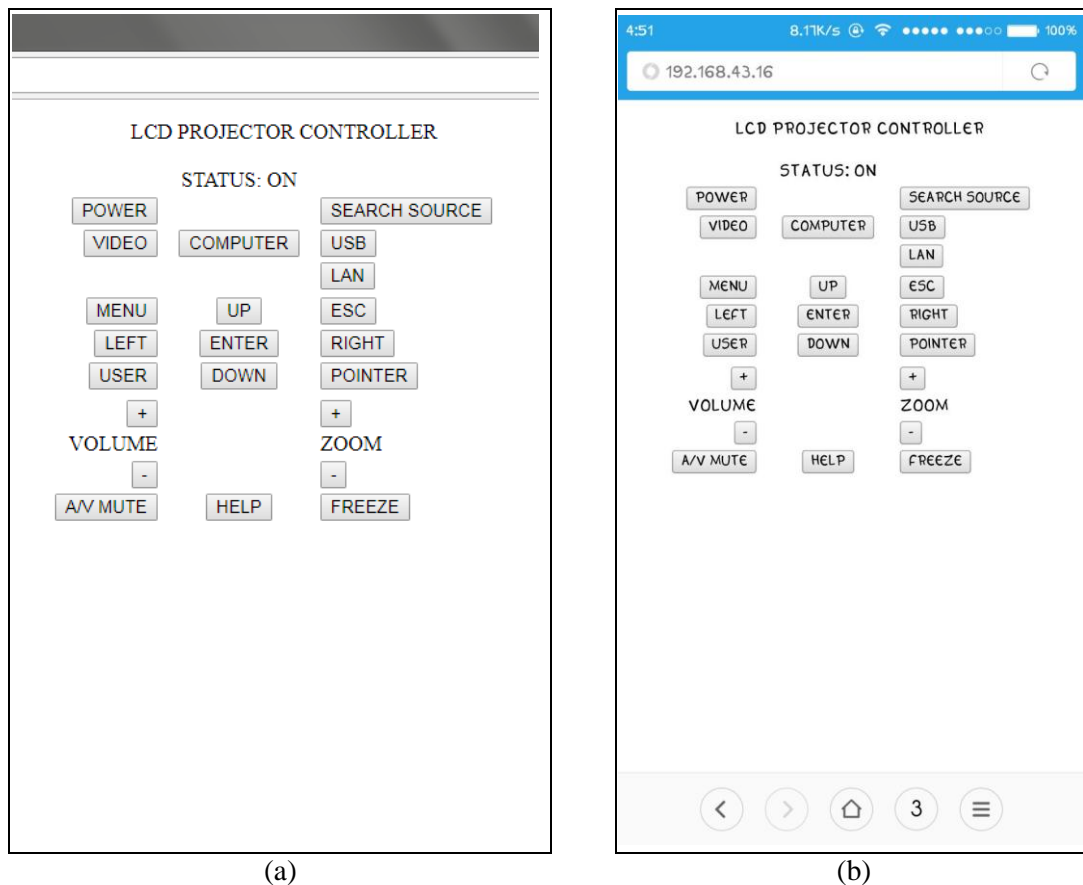 LCD PROJECTOR CONTROLLER
STATUS: ON
POWER SEARCH SOURCE
VIDEO COMPUTER USB
LAN
MENU UP ESC
LEFT ENTER RIGHT
USER DOWN POINTER
+ +
VOLUME ZOOM
- -
A/V MUTE HELP FREEZE
(a)
4:51 8.17K/s 100%
192.168.43.16
LCD PROJECTOR CONTROLLER
STATUS: ON
POWER SEARCH SOURCE
VIDEO COMPUTER USB
LAN
MENU UP ESC
LEFT ENTER RIGHT
USER DOWN POINTER
+ +
VOLUME ZOOM
- -
A/V MUTE HELP FREEZE
3
(b)